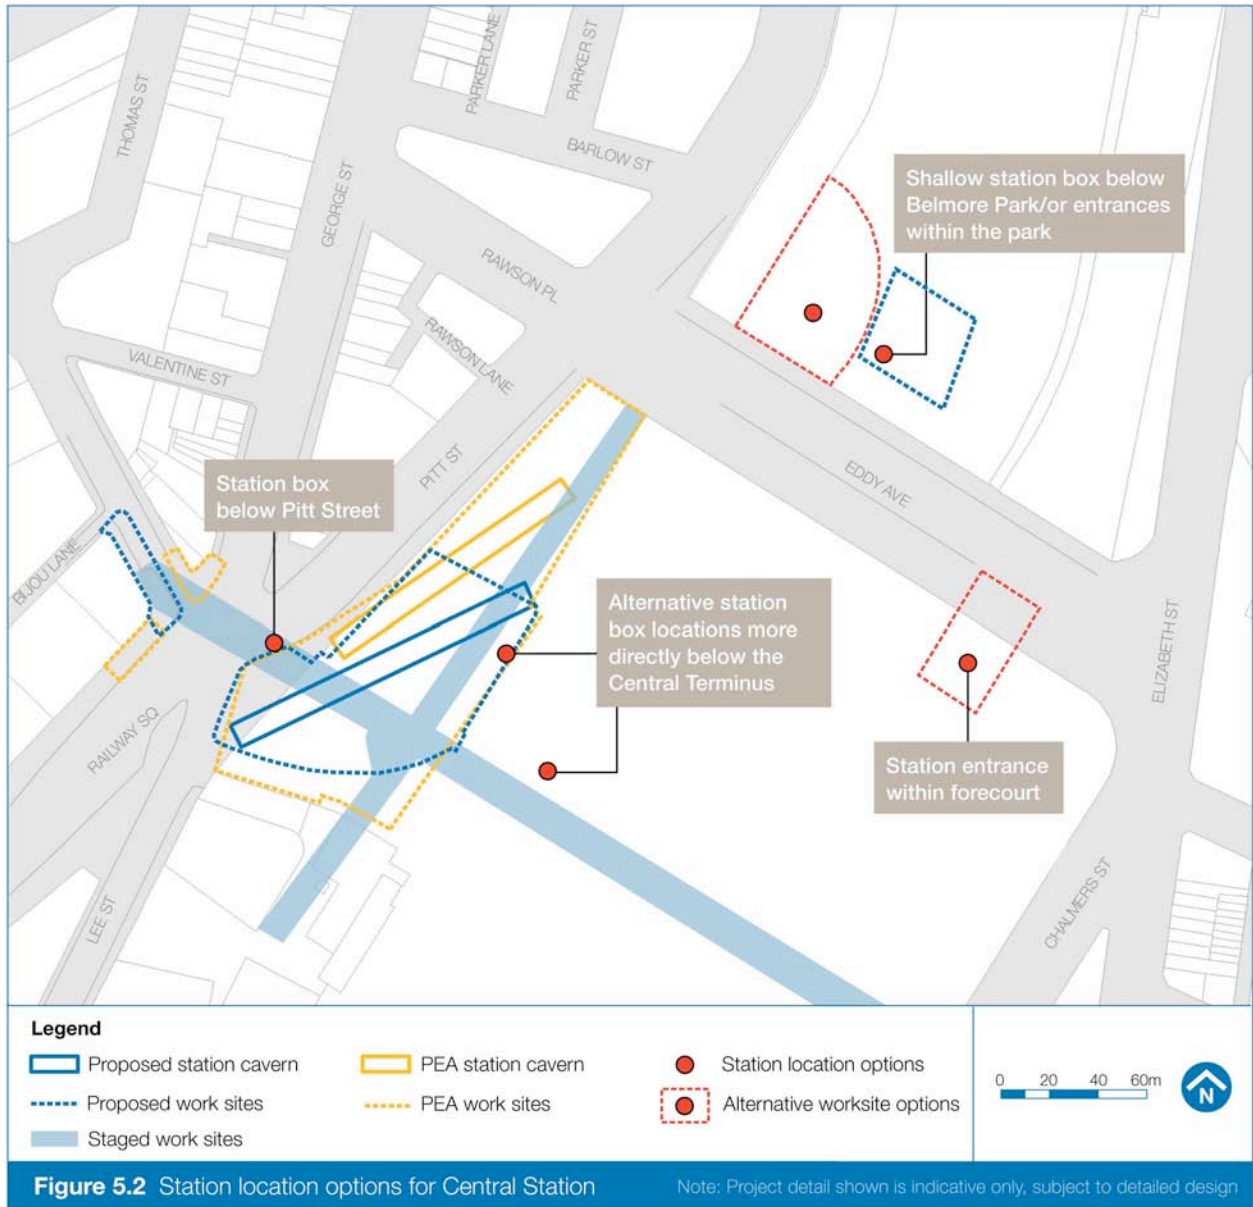 THOMAS ST
PARKER LANE
PARKER ST
GEORGE ST
BARLOW ST
Shallow station box below
Belmore Park/or entrances
within the park
RAWSON PL
VALENTINE ST
RAWSON LANE
Station box
below Pitt Street
PITT ST
EDDY AVE
BIJOU LANE
Alternative station
box locations more
directly below the
Central Terminus
ELIZABETH ST
RAILWAY SQ
Station entrance
within forecourt
LEE ST
CHALMERS ST
Legend
Proposed station cavern
PEA station cavern
Station location options
Proposed work sites
PEA work sites
Alternative worksite options
Staged work sites
0 20 40 60m
N
Figure 5.2 Station location options for Central Station
Note: Project detail shown is indicative only, subject to detailed design